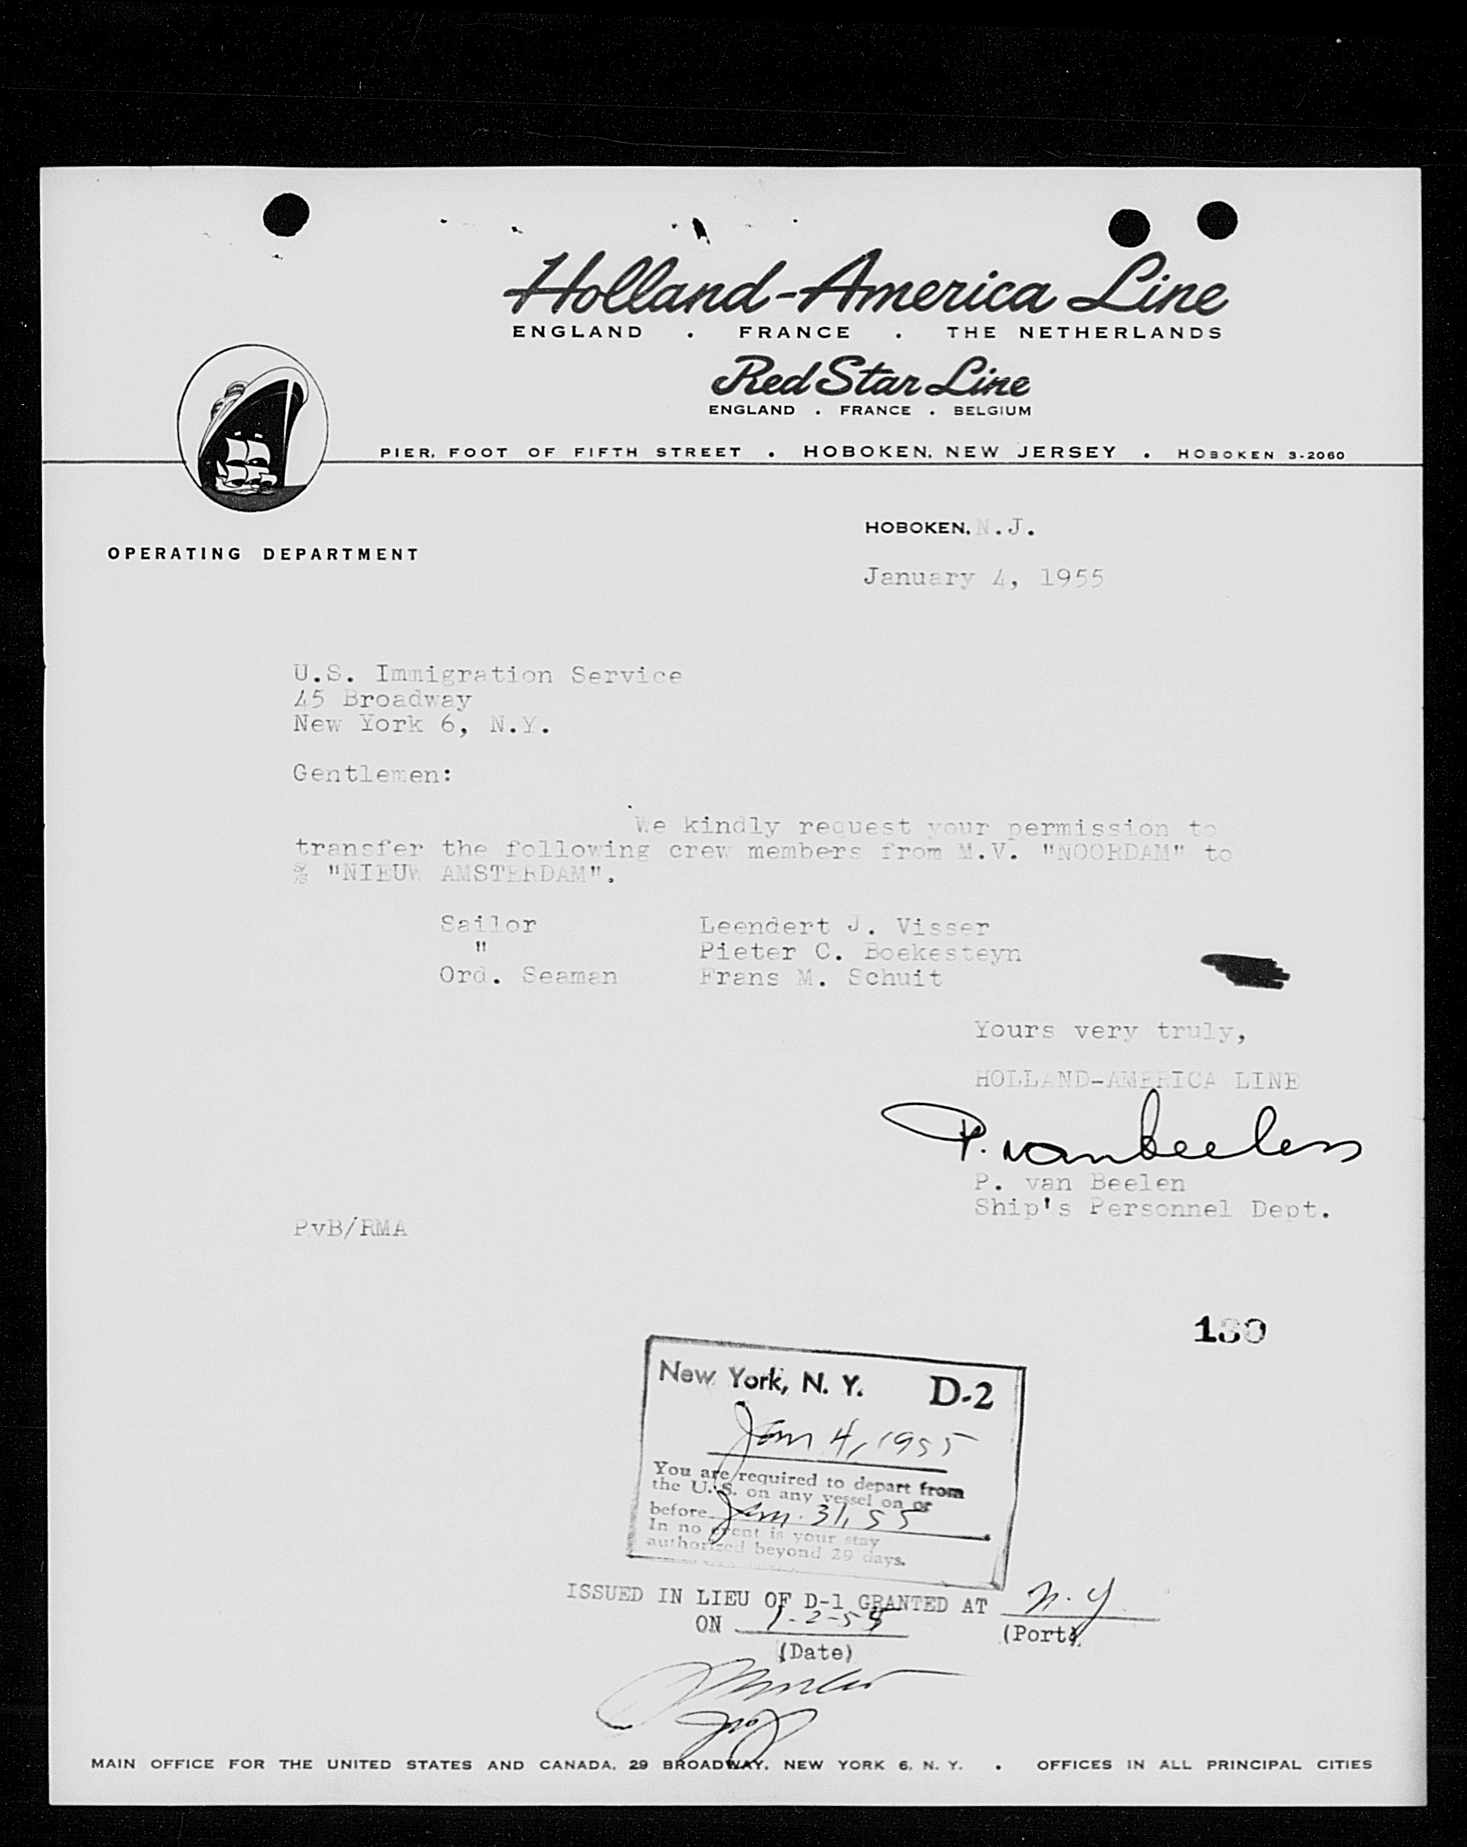 Holland-America Line
ENGLAND . FRANCE . THE NETHERLANDS
Red Star Line
ENGLAND . FRANCE . BELGIUM
PIER, FOOT OF FIFTH STREET . HOBOKEN, NEW JERSEY . HOBOKEN 3-2060
OPERATING DEPARTMENT
HOBOKEN, N.J.
January 4, 1955
U.S. Immigration Service
45 Broadway
New York 6, N.Y.
Gentlemen:
We kindly request your permission to
transfer the following crew members from M.V. "NOORDAM" to
"NIEUW AMSTERDAM".
Sailor Leendert J. Visser
" Pieter C. Boekesteyn
Ord. Seaman Frans M. Schuit
Yours very truly,
HOLLAND-AMERICA LINE
P. van Beelen
P. van Beelen
Ship's Personnel Dept.
PvB/RMA
130
New York, N. Y. D-2
Jan 4, 1955
You are required to depart from
the U.S. on any vessel on or
before Jan. 31, 55
In no event is your stay
authorized beyond 29 days.
ISSUED IN LIEU OF D-1 GRANTED AT N.Y
ON 1-2-55 (Port)
(Date)
MAIN OFFICE FOR THE UNITED STATES AND CANADA, 29 BROADWAY, NEW YORK 6, N. Y. . OFFICES IN ALL PRINCIPAL CITIES